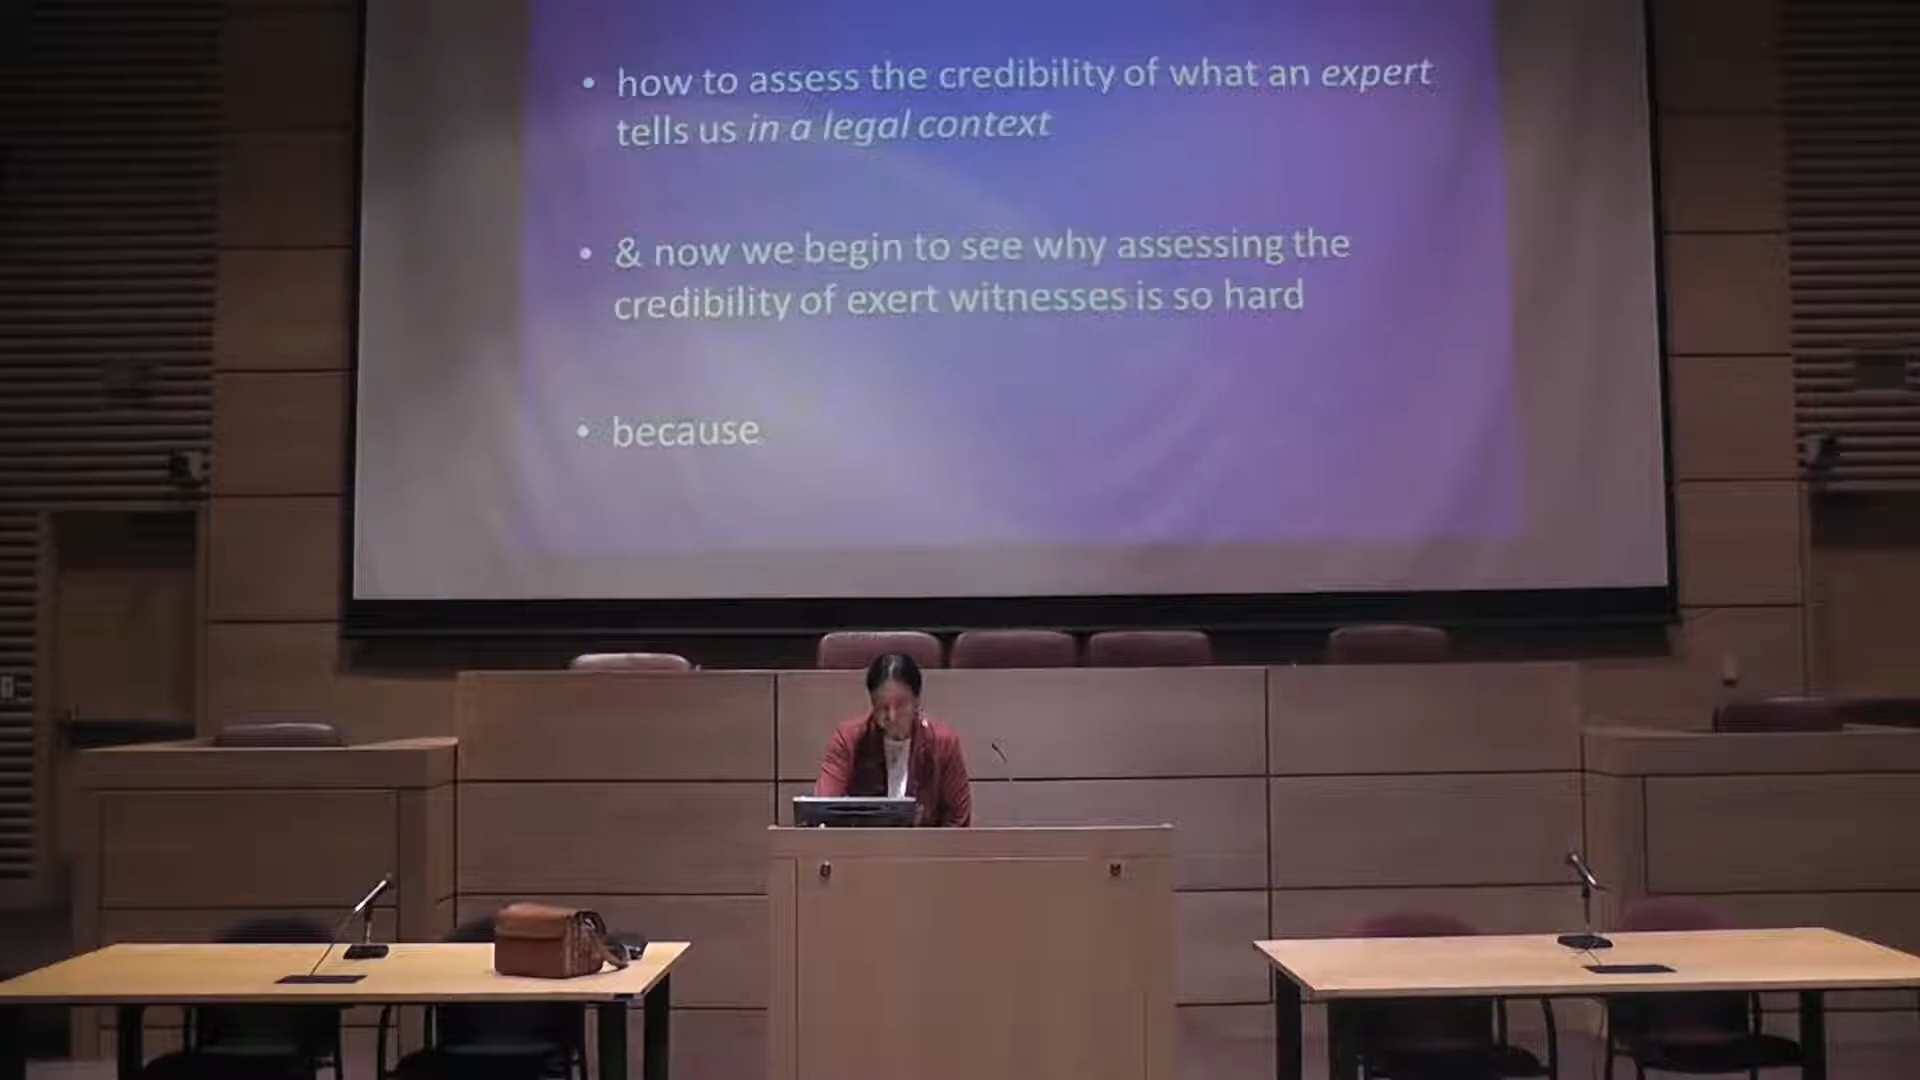 • how to assess the credibility of what an expert
tells us in a legal context
• & now we begin to see why assessing the
credibility of exert witnesses is so hard
• because